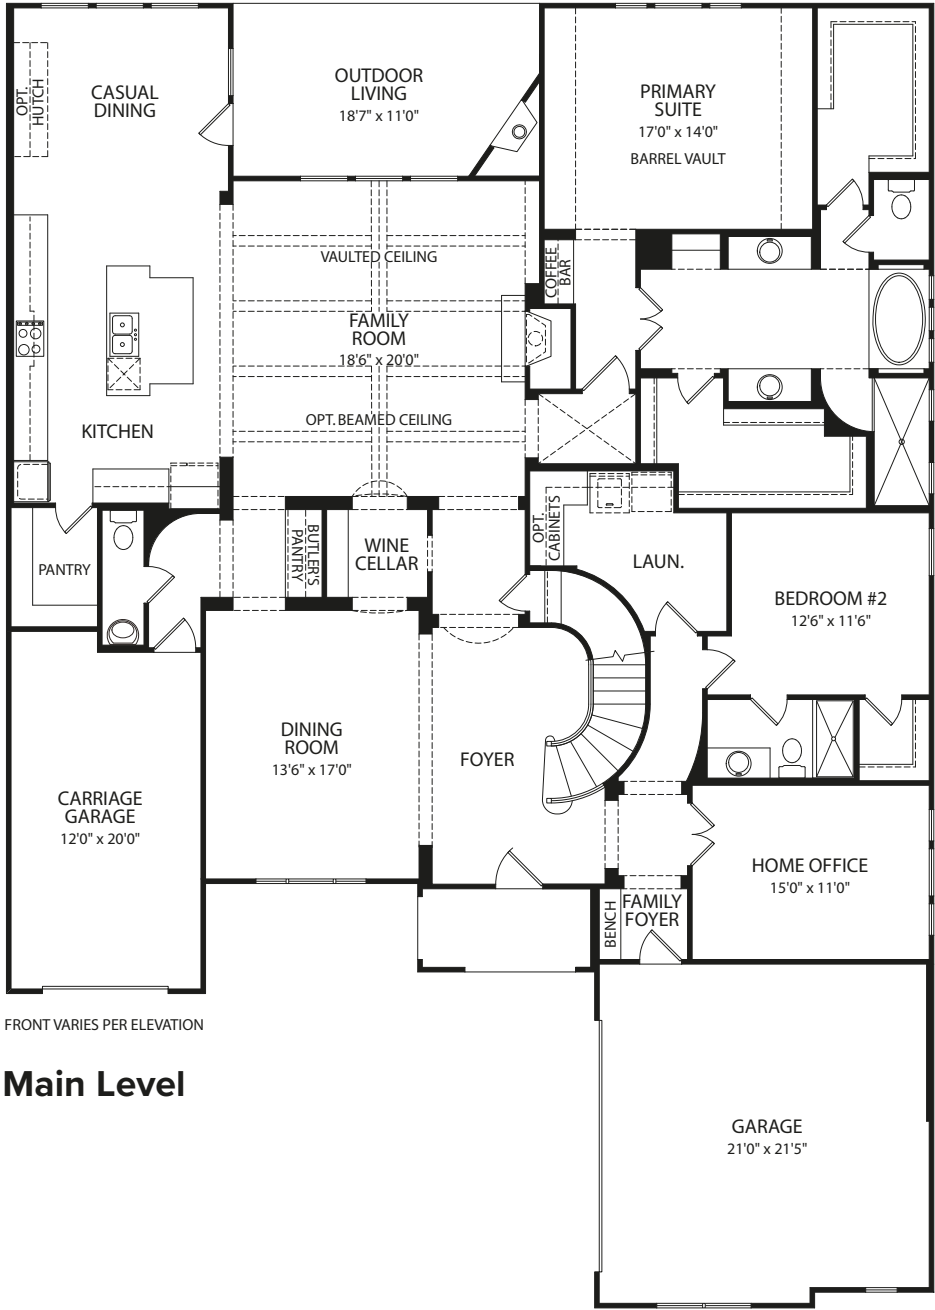 CASUAL
DINING
OPT.
HUTCH
OUTDOOR
LIVING
18'7" x 11'0"
PRIMARY
SUITE
17'0" x 14'0"
BARREL VAULT
VAULTED CEILING
COFFEE
BAR
FAMILY
ROOM
18'6" x 20'0"
OPT. BEAMED CEILING
KITCHEN
PANTRY
BUTLER'S
PANTRY
WINE
CELLAR
OPT.
CABINETS
LAUN.
BEDROOM #2
12'6" x 11'6"
DINING
ROOM
13'6" x 17'0"
FOYER
CARRIAGE
GARAGE
12'0" x 20'0"
HOME OFFICE
15'0" x 11'0"
BENCH
FAMILY
FOYER
FRONT VARIES PER ELEVATION
Main Level
GARAGE
21'0" x 21'5"